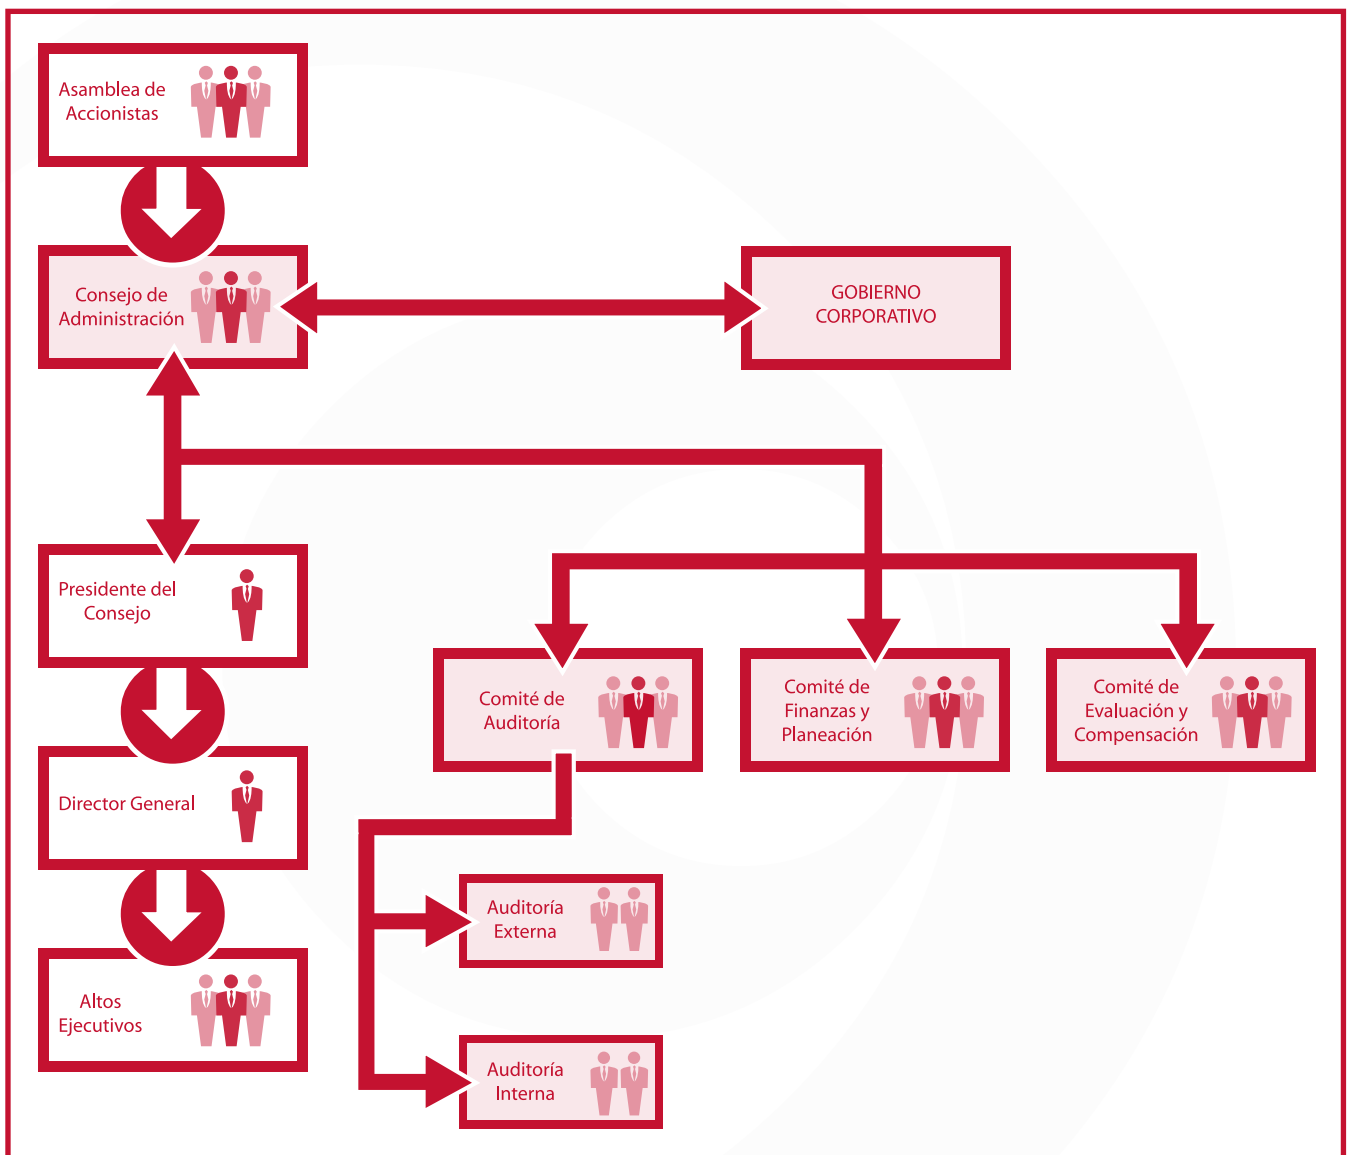 Asamblea de
Accionistas
Consejo de
Administración
GOBIERNO
CORPORATIVO
Presidente del
Consejo
Comité de
Auditoría
Comité de
Finanzas y
Planeación
Comité de
Evaluación y
Compensación
Director General
Auditoría
Externa
Altos
Ejecutivos
Auditoría
Interna